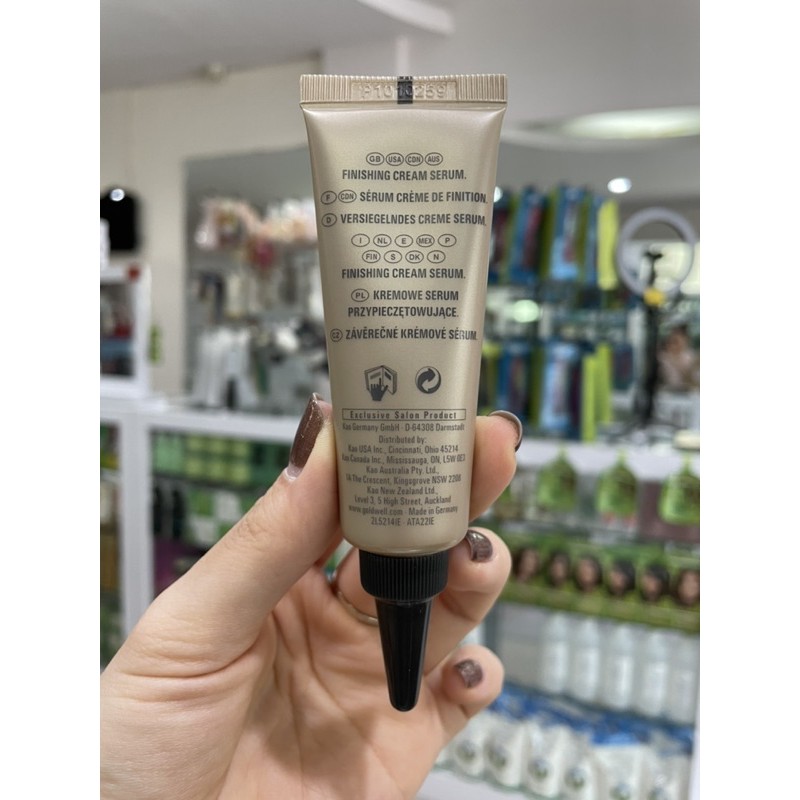 P1010259
GB USA CDN AUS
FINISHING CREAM SERUM.
F CDN SÉRUM CRÈME DE FINITION.
D VERSIEGELNDES CREME SERUM.
I NL E MEX P
FIN S DK N
FINISHING CREAM SERUM.
PL KREMOWE SERUM
PRZYPIECZĘTOWUJĄCE.
CZ ZÁVĚREČNÉ KRÉMOVÉ SÉRUM.
Exclusive Salon Product
Kao Germany GmbH · D-64308 Darmstadt
Distributed by:
Kao USA Inc., Cincinnati, Ohio 45214
Kao Canada Inc., Mississauga, ON, L5W 0E3
Kao Australia Pty. Ltd.,
1A The Crescent, Kingsgrove NSW 2208
Kao New Zealand Ltd.,
Level 3, 5 High Street, Auckland
www.goldwell.com · Made in Germany
2L5214IE · ATA22IE